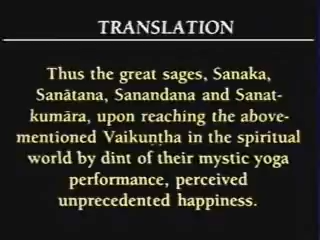 TRANSLATION
Thus the great sages, Sanaka,
Sanātana, Sanandana and Sanat-
kumāra, upon reaching the above-
mentioned Vaikuṇṭha in the spiritual
world by dint of their mystic yoga
performance, perceived
unprecedented happiness.